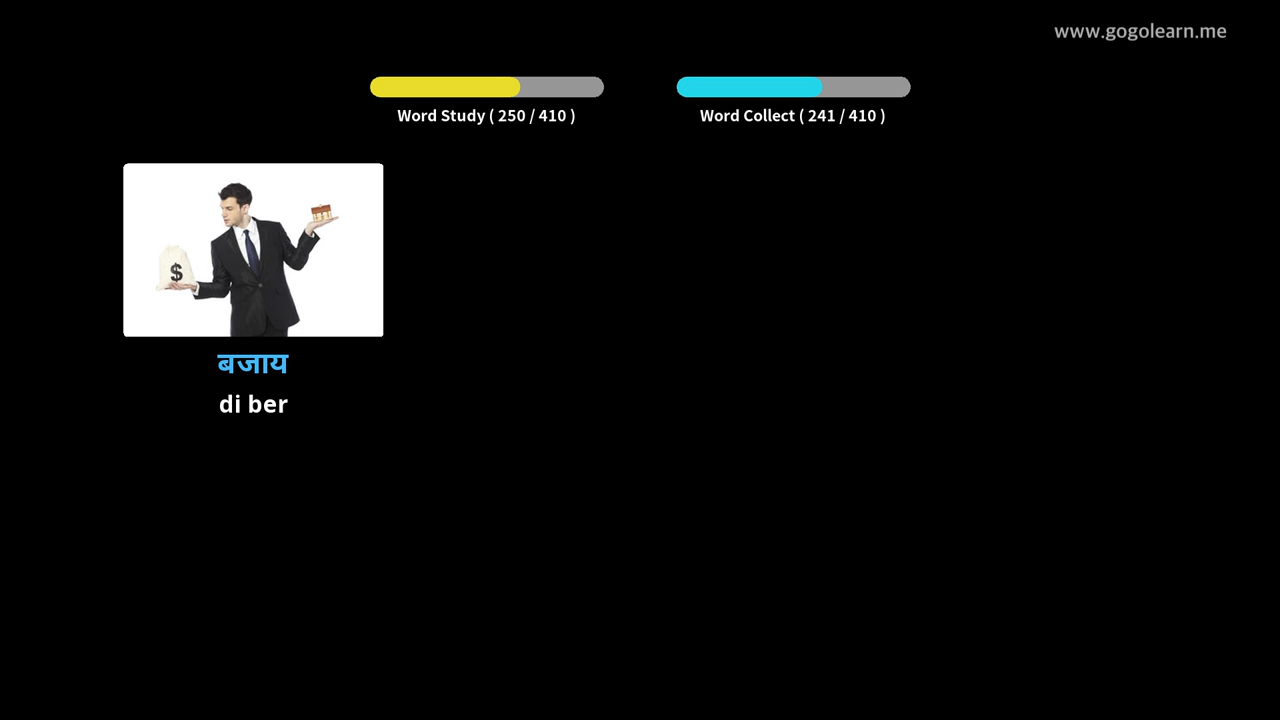 www.gogolearn.me
Word Study ( 250 / 410 )
Word Collect ( 241 / 410 )
$
बजाय
di ber